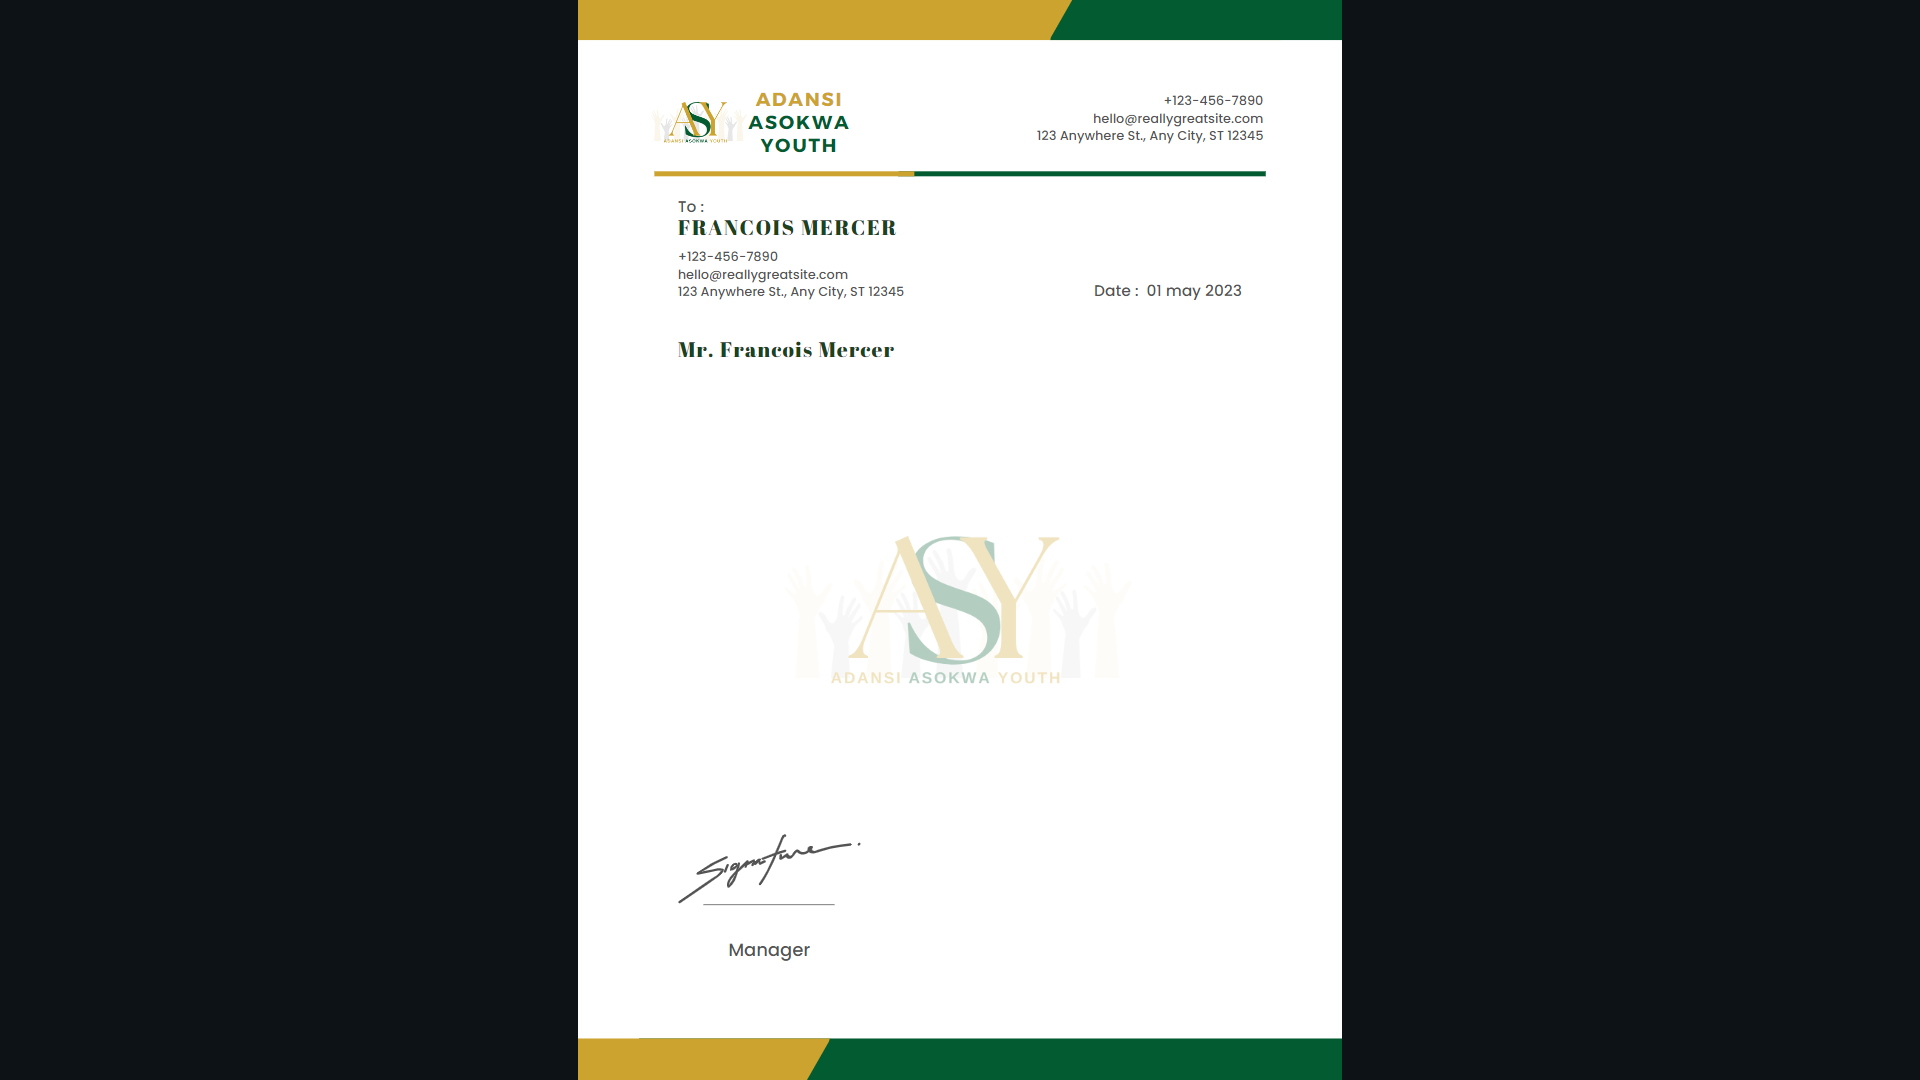 ASY
ADANSI ASOKWA YOUTH
ADANSI
ASOKWA
YOUTH
+123-456-7890
hello@reallygreatsite.com
123 Anywhere St., Any City, ST 12345
To :
FRANCOIS MERCER
+123-456-7890
hello@reallygreatsite.com
123 Anywhere St., Any City, ST 12345
Date : 01 may 2023
Mr. Francois Mercer
ASY
ADANSI ASOKWA YOUTH
Signature
Manager